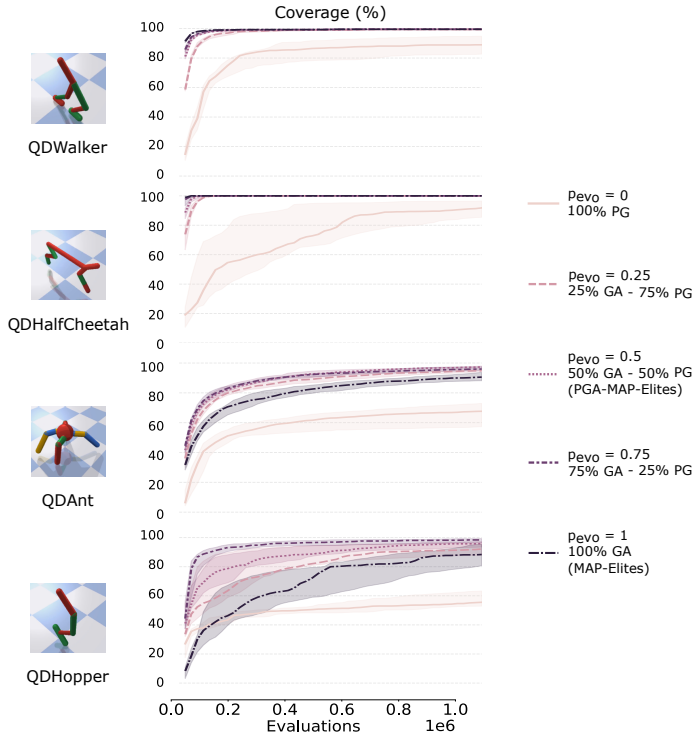 Coverage (%)
100
80
60
40
20
0
QDWalker
100
80
60
40
20
0
QDHalfCheetah
100
80
60
40
20
0
QDAnt
100
80
60
40
20
0
QDHopper
0.0 0.2 0.4 0.6 0.8 1.0
Evaluations 1e6
pevo = 0
100% PG
pevo = 0.25
25% GA - 75% PG
pevo = 0.5
50% GA - 50% PG
(PGA-MAP-Elites)
pevo = 0.75
75% GA - 25% PG
pevo = 1
100% GA
(MAP-Elites)